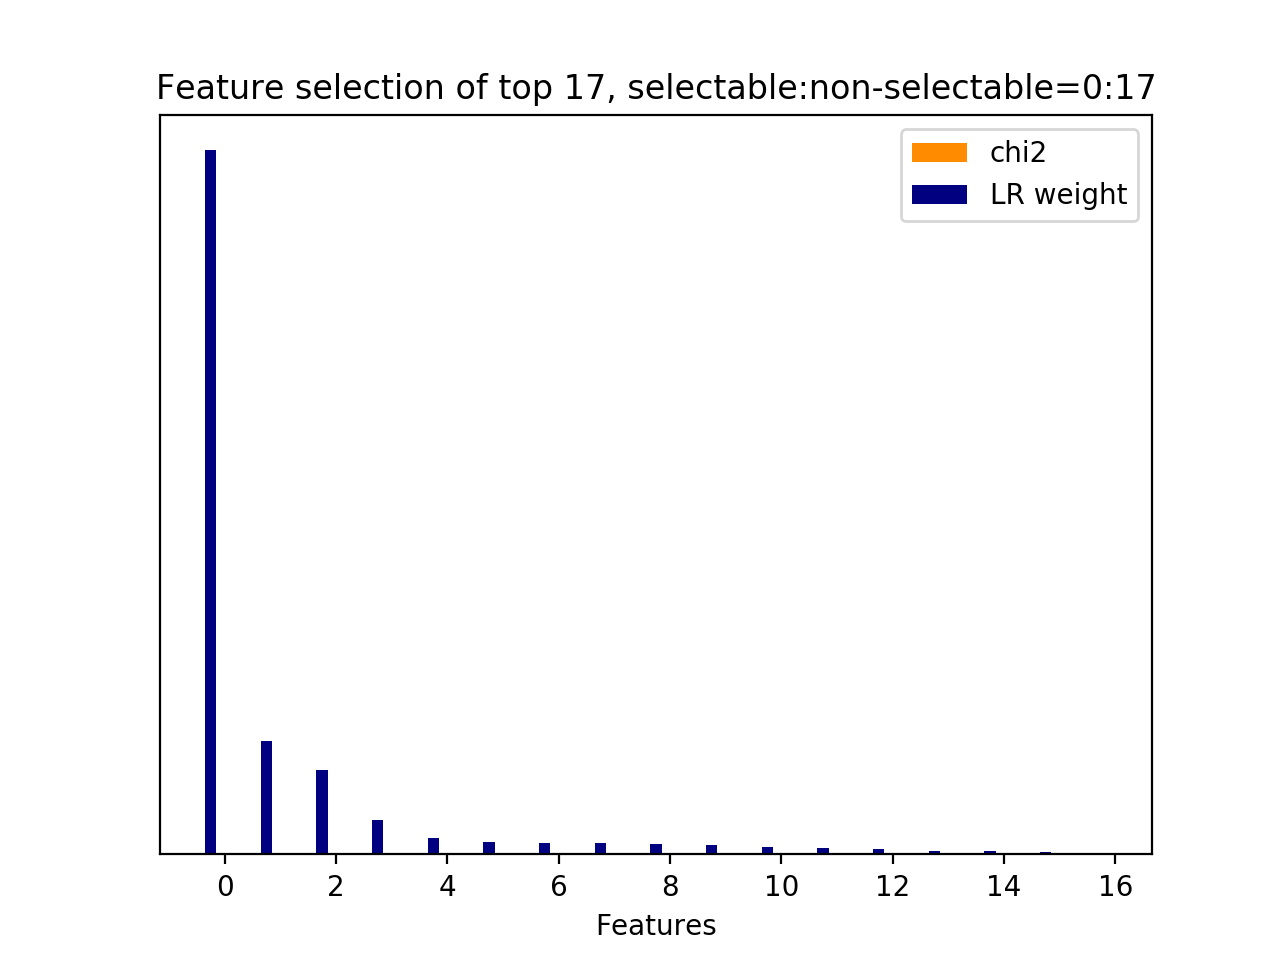 Feature selection of top 17, selectable:non-selectable=0:17
chi2
LR weight
0 2 4 6 8 10 12 14 16
Features